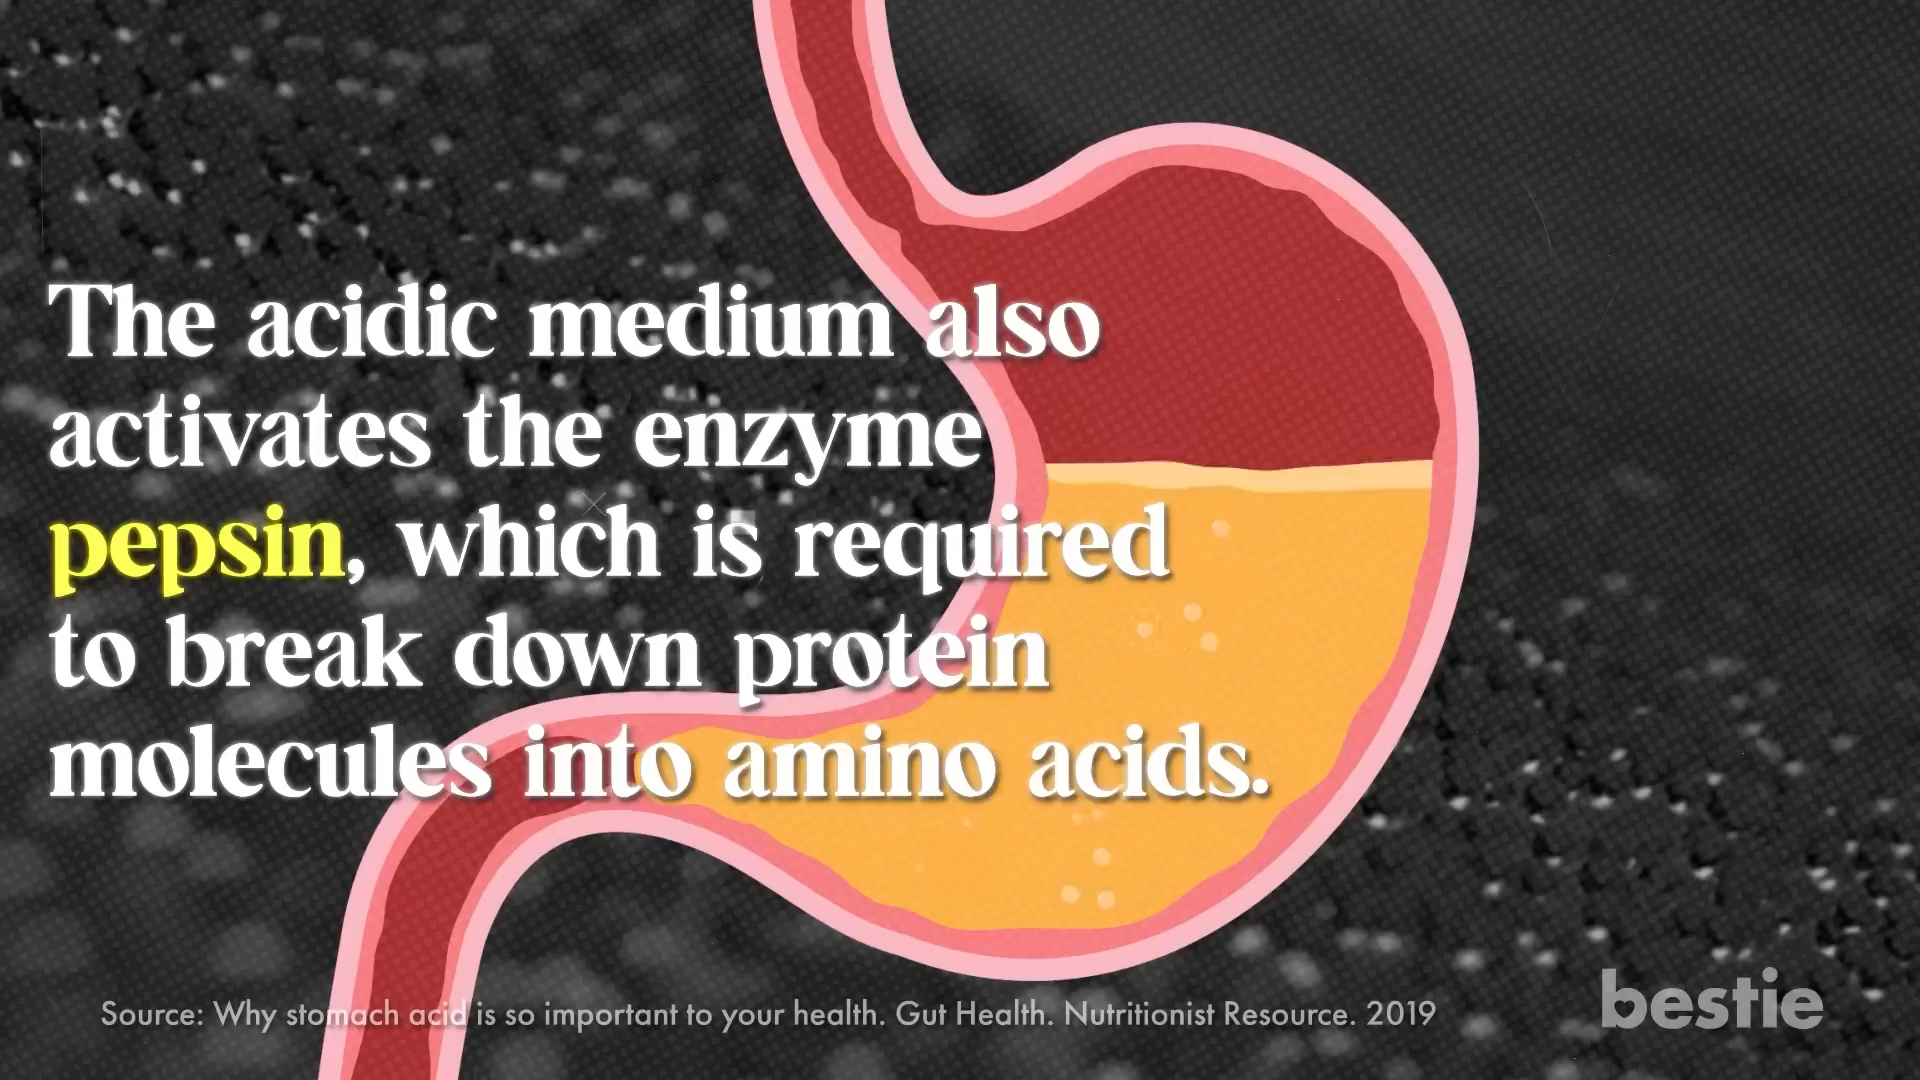 The acidic medium also
activates the enzyme
pepsin, which is required
to break down protein
molecules into amino acids.
Source: Why stomach acid is so important to your health. Gut Health. Nutritionist Resource. 2019
bestie